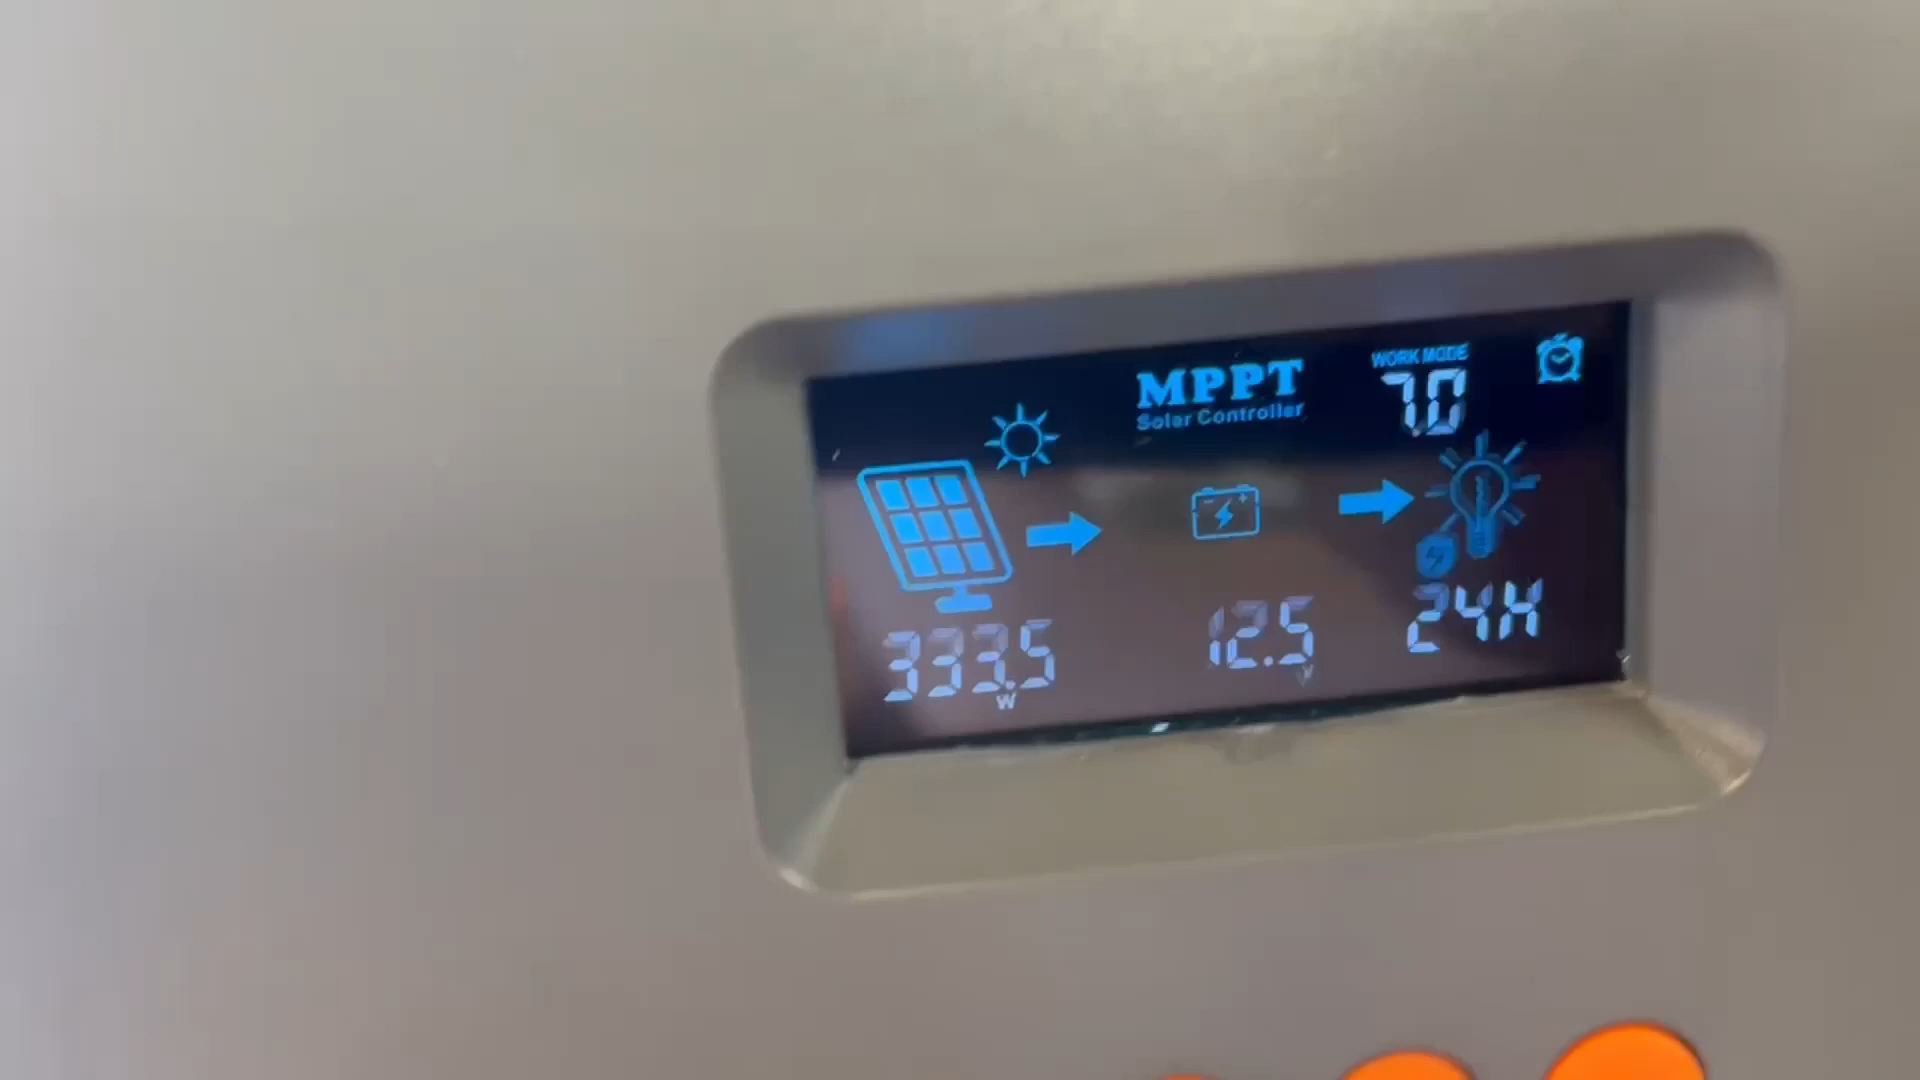 MPPT
Solar Controller
WORK MODE
7.0
333.5
W
12.5
V
24H